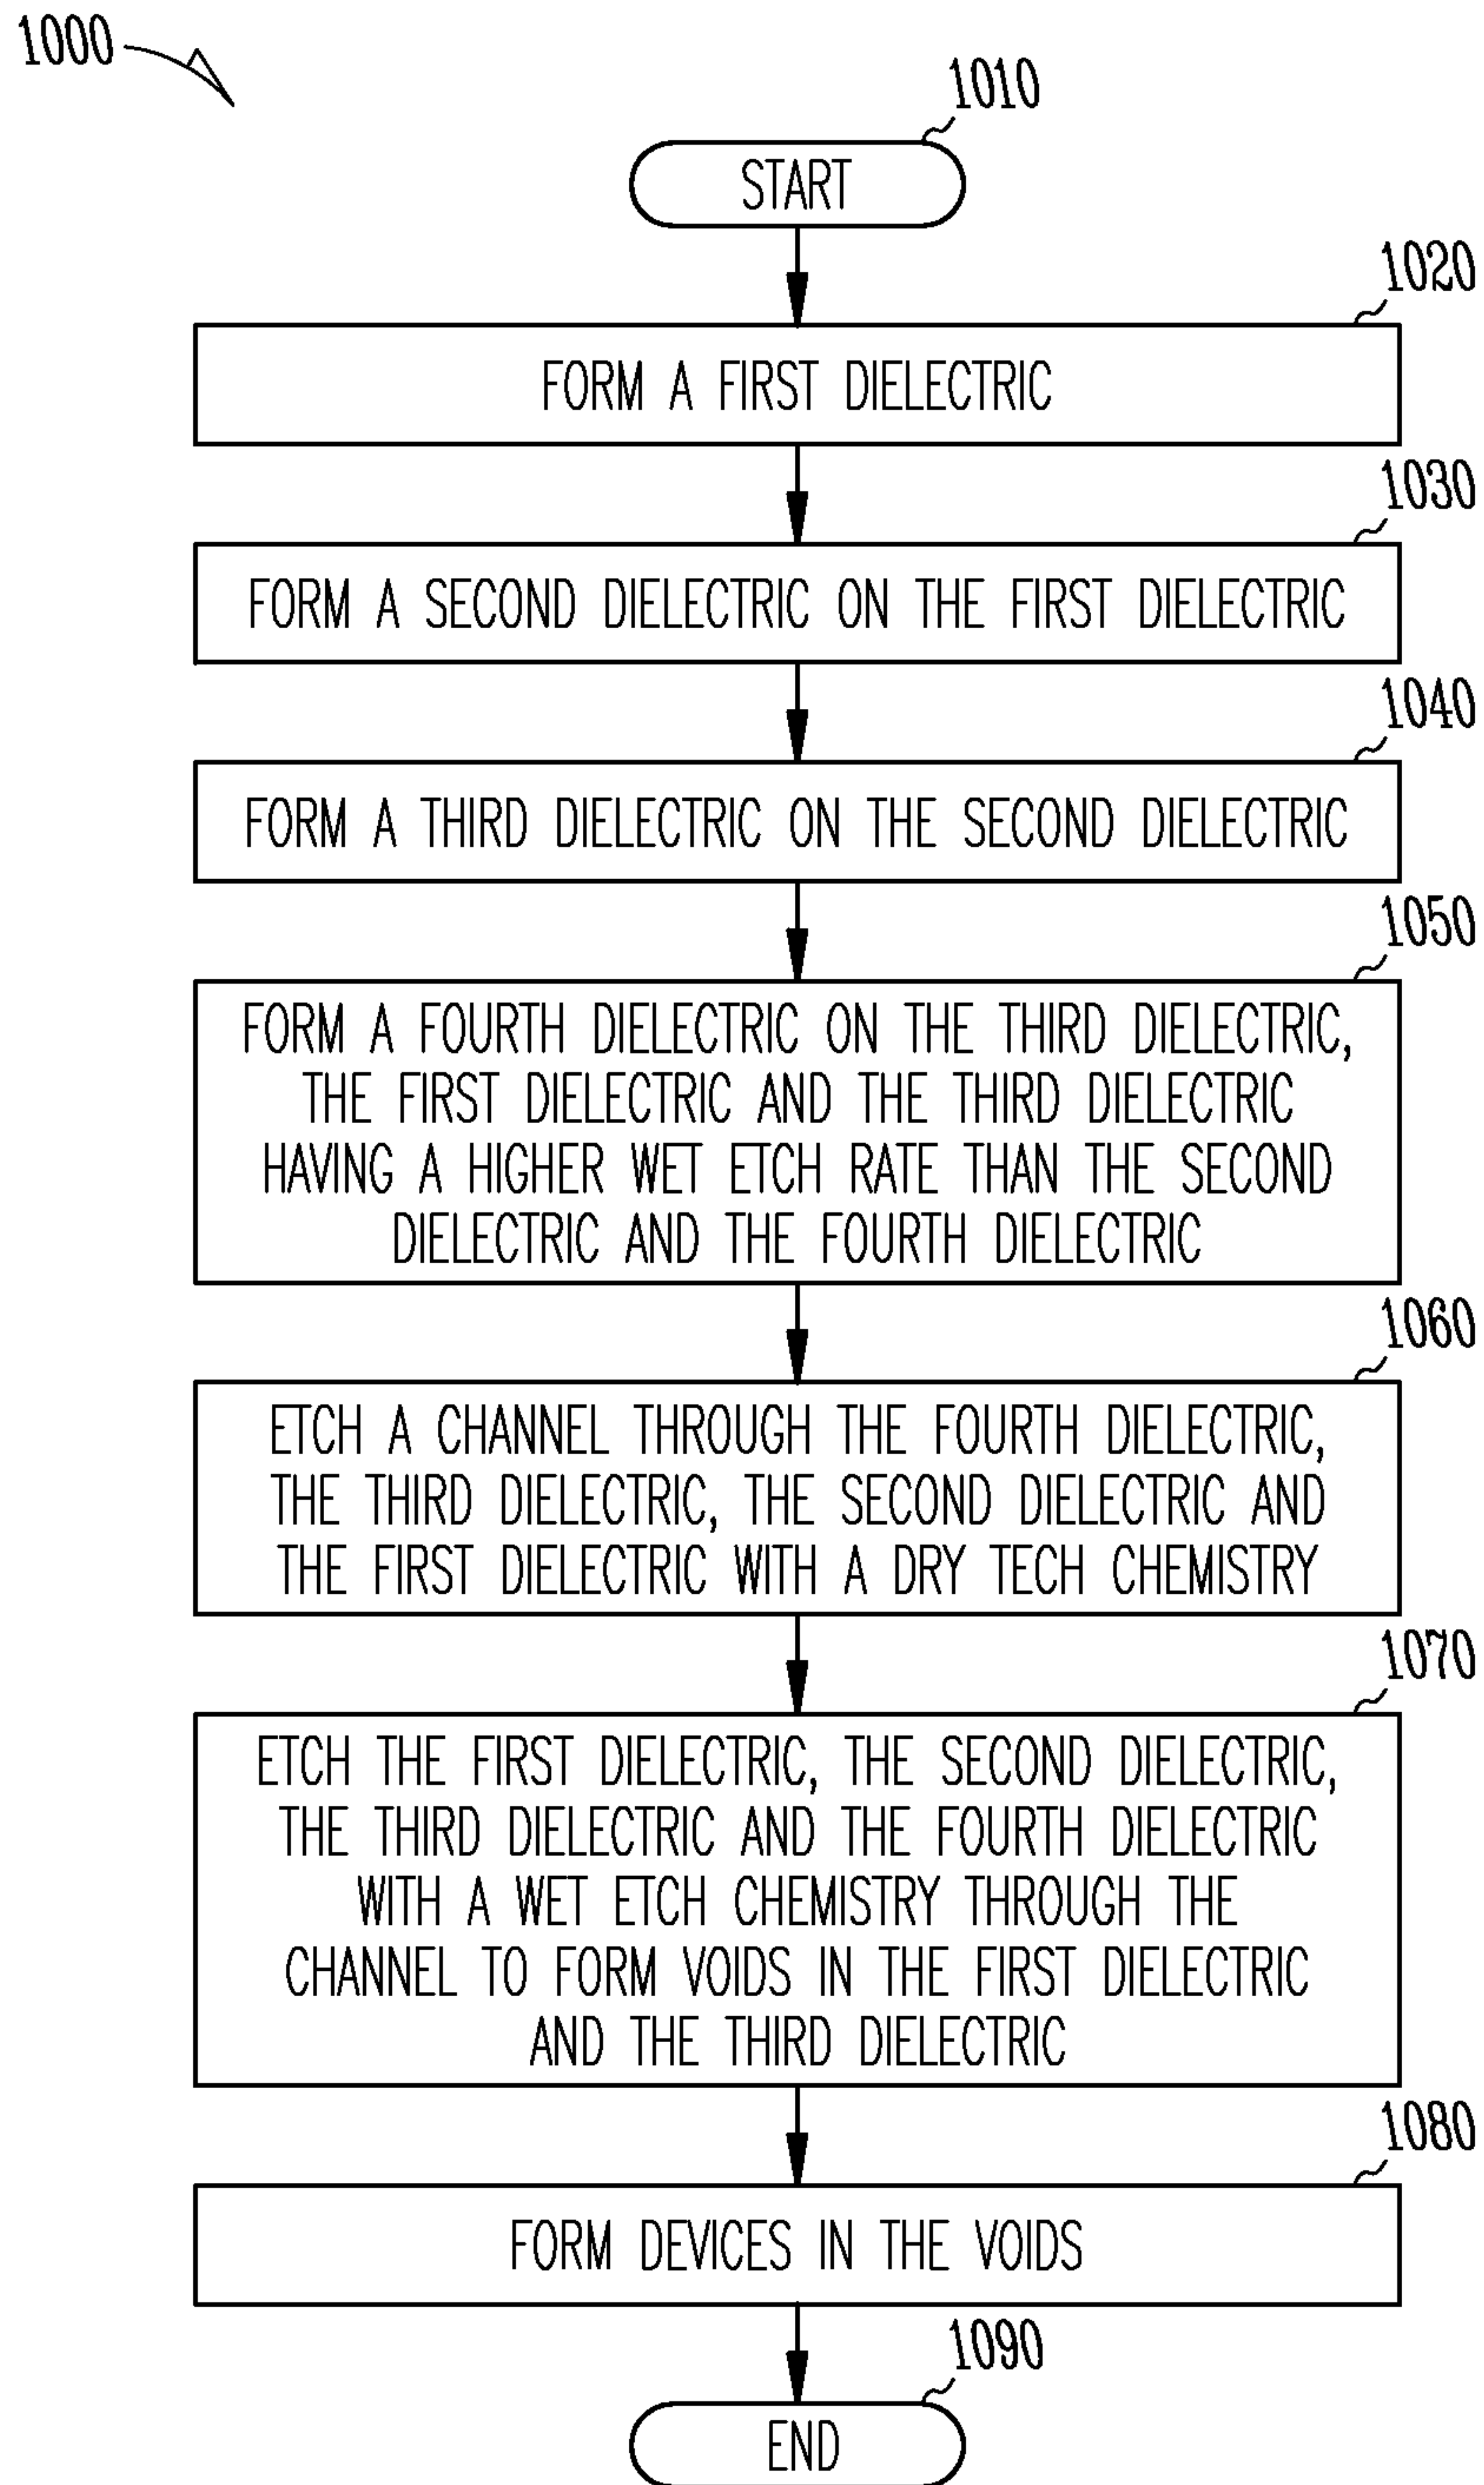 1000
1010
START
1020
FORM A FIRST DIELECTRIC
1030
FORM A SECOND DIELECTRIC ON THE FIRST DIELECTRIC
1040
FORM A THIRD DIELECTRIC ON THE SECOND DIELECTRIC
1050
FORM A FOURTH DIELECTRIC ON THE THIRD DIELECTRIC,
THE FIRST DIELECTRIC AND THE THIRD DIELECTRIC
HAVING A HIGHER WET ETCH RATE THAN THE SECOND
DIELECTRIC AND THE FOURTH DIELECTRIC
1060
ETCH A CHANNEL THROUGH THE FOURTH DIELECTRIC,
THE THIRD DIELECTRIC, THE SECOND DIELECTRIC AND
THE FIRST DIELECTRIC WITH A DRY TECH CHEMISTRY
1070
ETCH THE FIRST DIELECTRIC, THE SECOND DIELECTRIC,
THE THIRD DIELECTRIC AND THE FOURTH DIELECTRIC
WITH A WET ETCH CHEMISTRY THROUGH THE
CHANNEL TO FORM VOIDS IN THE FIRST DIELECTRIC
AND THE THIRD DIELECTRIC
1080
FORM DEVICES IN THE VOIDS
1090
END